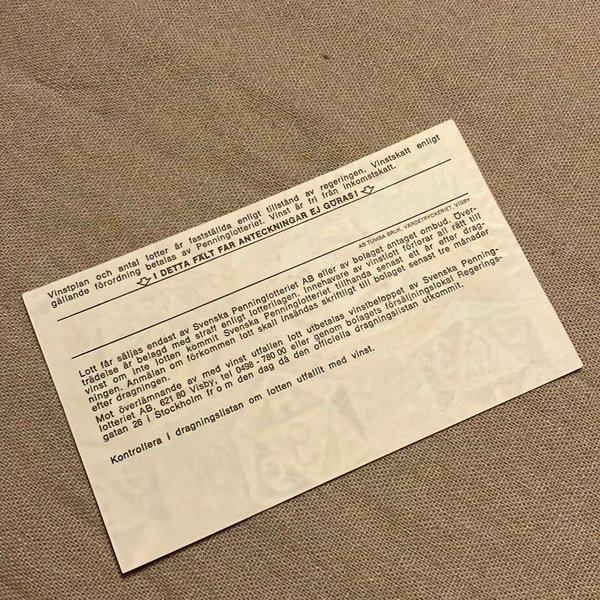 Vinstplan och antal lotter är fastställda enligt tillstånd av regeringen. Vinstskatt enligt
gällande förordning betalas av Penninglotteriet. Vinst är fri från inkomstskatt.
I DETTA FÄLT FÅR ANTECKNINGAR EJ GÖRAS!
AB TUMBA BRUK, VÄRDETRYCKERIET, VISBY
Lott får säljas endast av Svenska Penninglotteriet AB eller av bolaget antaget ombud. Över-
trädelse är belagd med straff enligt lotterilagen. Innehavare av vinstlott förlorar all rätt till
vinst om inte lotten kommit Svenska Penninglotteriet tillhanda senast ett år efter drag-
ningen. Anmälan om förkommen lott skall insändas skriftligt till bolaget senast tre månader
efter dragningen.
Mot överlämnande av med vinst utfallen lott utbetalas vinstbeloppet av Svenska Penning-
lotteriet AB, 621 80 Visby, tel 0498 - 780 00 eller genom bolagets försäljningslokal Regerings-
gatan 26 i Stockholm fr o m den dag då den officiella dragningslistan utkommit.
Kontrollera i dragningslistan om lotten utfallit med vinst.